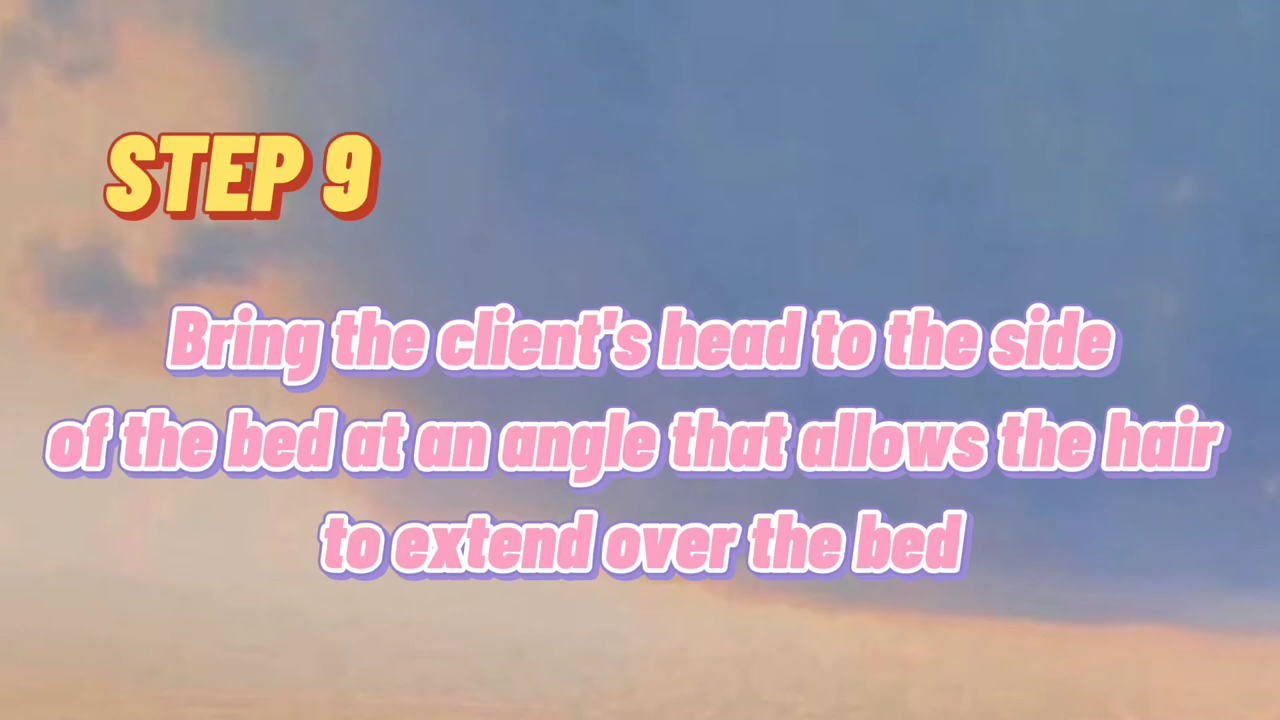 STEP 9
Bring the client's head to the side
of the bed at an angle that allows the hair
to extend over the bed